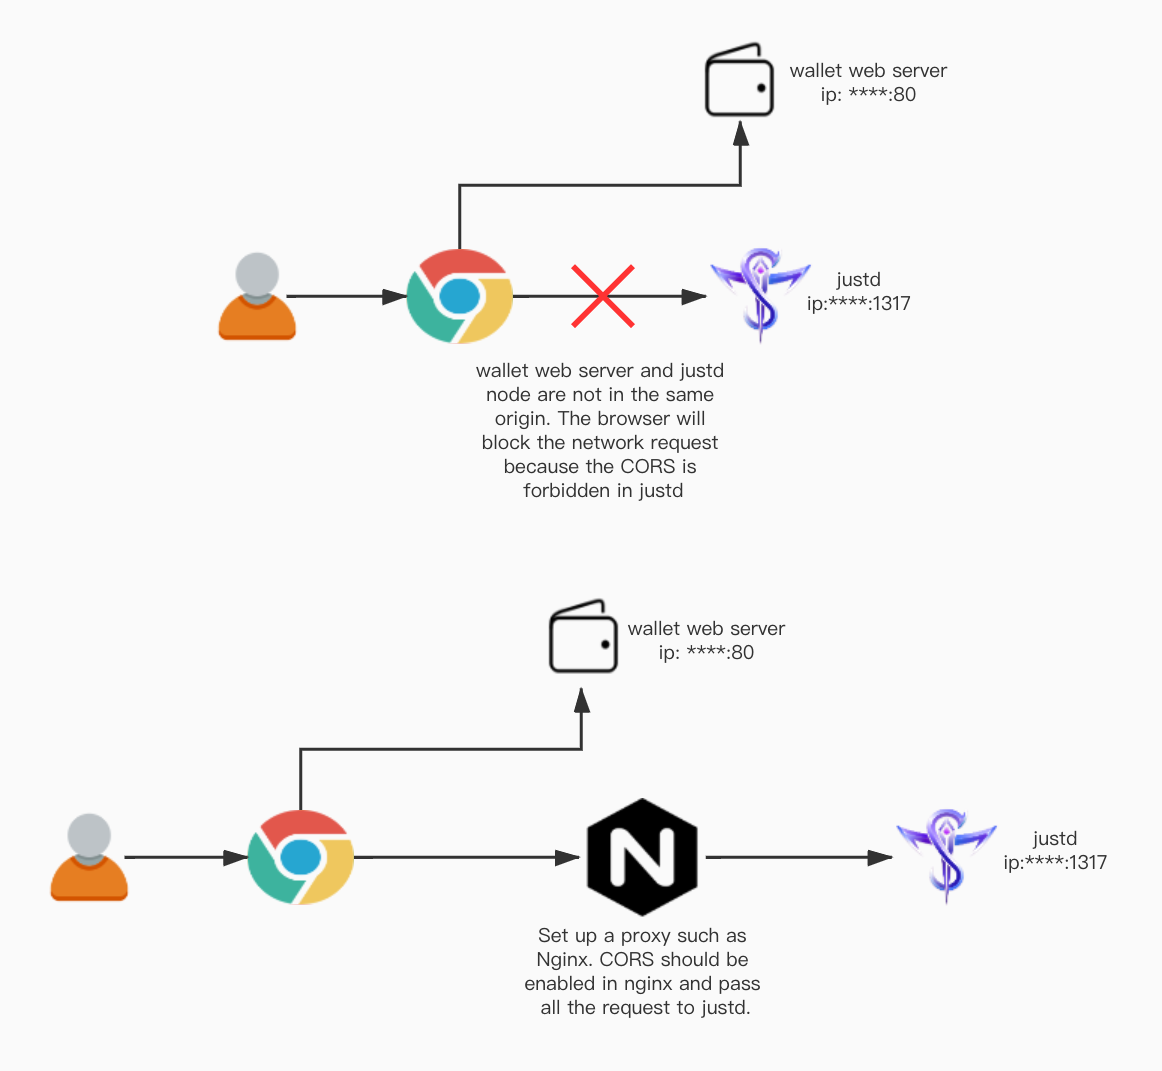 wallet web server
ip: ****:80
justd
ip:****:1317
wallet web server and justd
node are not in the same
origin. The browser will
block the network request
because the CORS is
forbidden in justd
wallet web server
ip: ****:80
justd
ip:****:1317
Set up a proxy such as
Nginx. CORS should be
enabled in nginx and pass
all the request to justd.